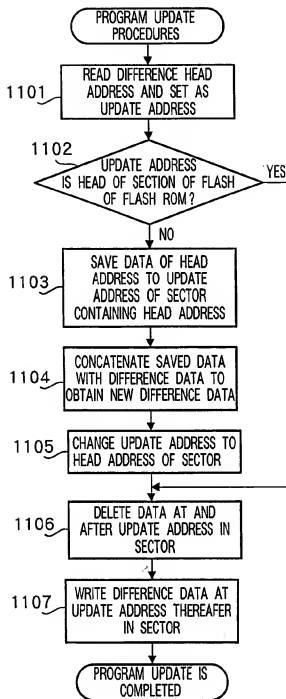 PROGRAM UPDATE
PROCEDURES
1101
READ DIFFERENCE HEAD
ADDRESS AND SET AS
UPDATE ADDRESS
1102
UPDATE ADDRESS
IS HEAD OF SECTION OF FLASH
OF FLASH ROM?
YES
NO
1103
SAVE DATA OF HEAD
ADDRESS TO UPDATE
ADDRESS OF SECTOR
CONTAINING HEAD ADDRESS
1104
CONCATENATE SAVED DATA
WITH DIFFERENCE DATA TO
OBTAIN NEW DIFFERENCE DATA
1105
CHANGE UPDATE ADDRESS TO
HEAD ADDRESS OF SECTOR
1106
DELETE DATA AT AND
AFTER UPDATE ADDRESS IN
SECTOR
1107
WRITE DIFFERENCE DATA AT
UPDATE ADDRESS THEREAFER
IN SECTOR
PROGRAM UPDATE IS
COMPLETED